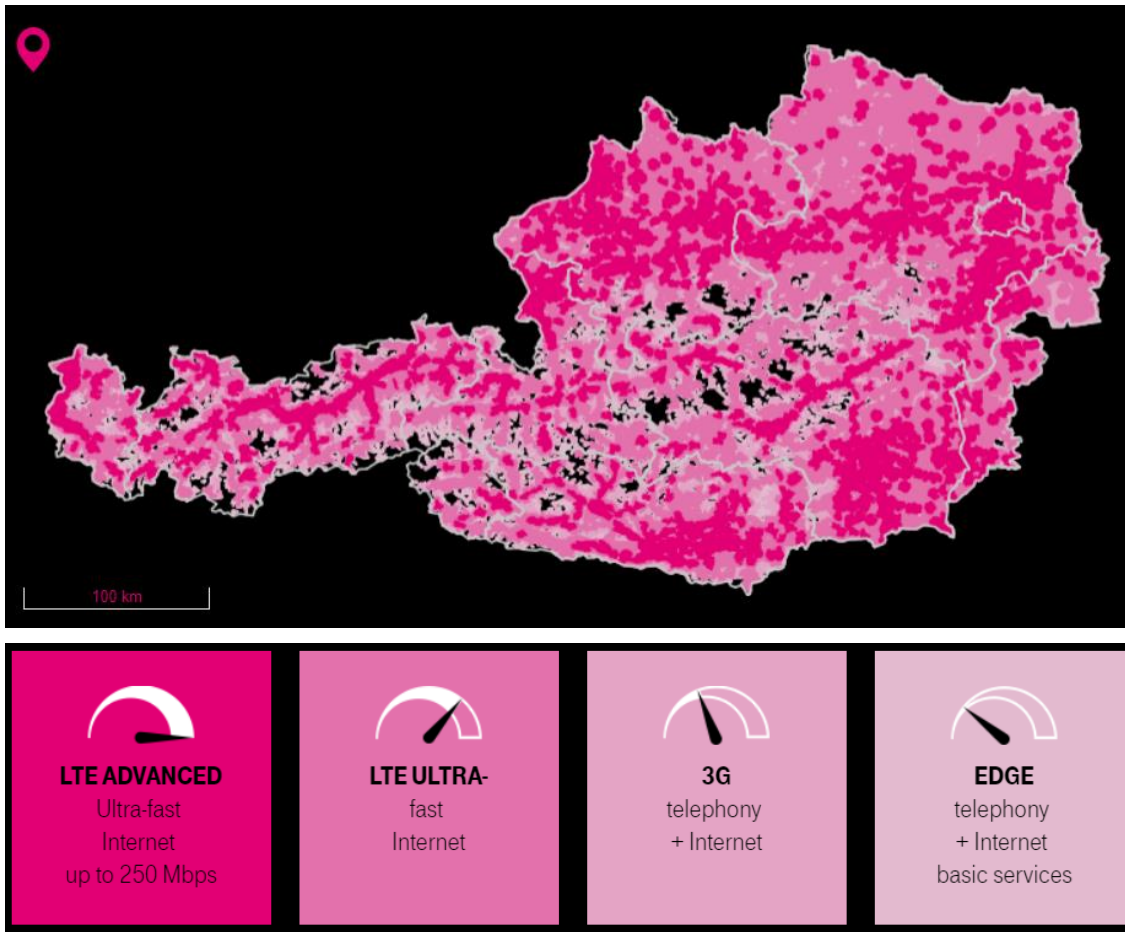 100 km
LTE ADVANCED
Ultra-fast
Internet
up to 250 Mbps
LTE ULTRA-
fast
Internet
3G
telephony
+ Internet
EDGE
telephony
+ Internet
basic services